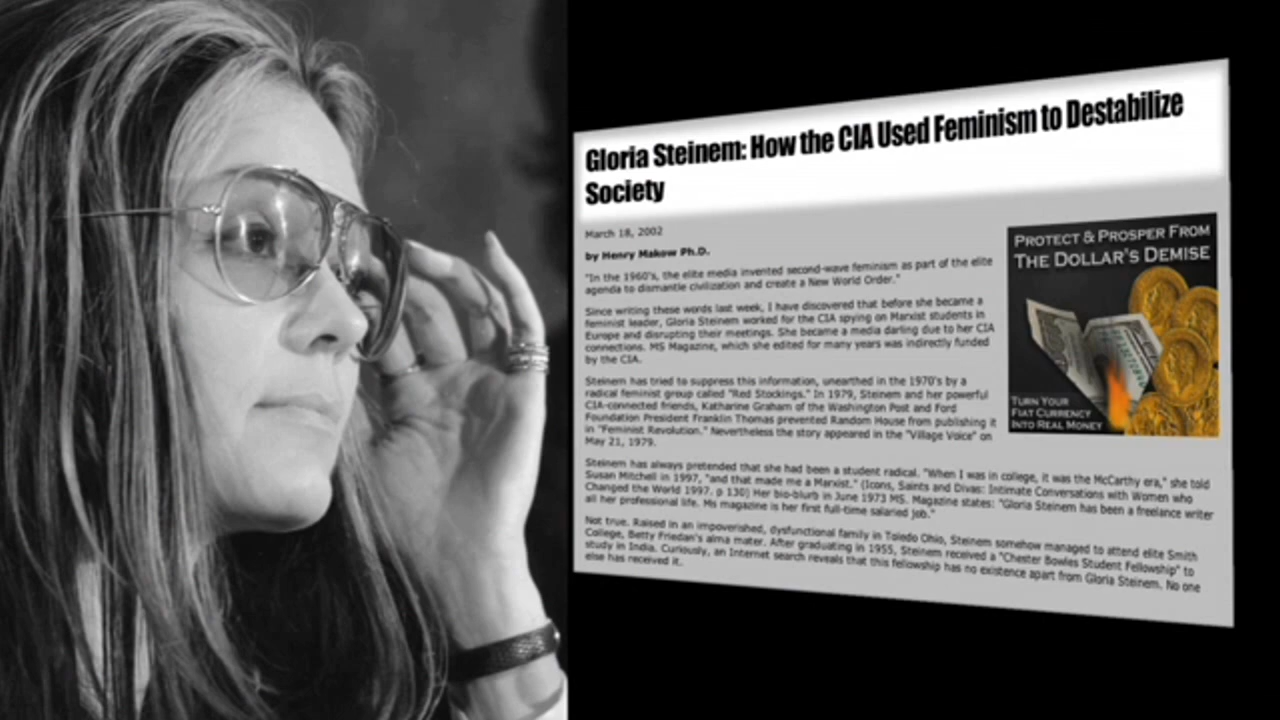 Gloria Steinem: How the CIA Used Feminism to Destabilize
Society
March 18, 2002
by Henry Makow Ph.D.
"In the 1960's, the elite media invented second-wave feminism as part of the elite
agenda to dismantle civilization and create a New World Order."
Since writing these words last week, I have discovered that before she became a
feminist leader, Gloria Steinem worked for the CIA spying on Marxist students in
Europe and disrupting their meetings. She became a media darling due to her CIA
connections. MS Magazine, which she edited for many years was indirectly funded
by the CIA.
Steinem has tried to suppress this information, unearthed in the 1970's by a
radical feminist group called "Red Stockings." In 1979, Steinem and her powerful
CIA-connected friends, Katharine Graham of the Washington Post and Ford
Foundation President Franklin Thomas prevented Random House from publishing it
in "Feminist Revolution." Nevertheless the story appeared in the "Village Voice" on
May 21, 1979.
PROTECT & PROSPER FROM
THE DOLLAR'S DEMISE
TURN YOUR
FIAT CURRENCY
INTO REAL MONEY
Steinem has always pretended that she had been a student radical. "When I was in college, it was the McCarthy era," she told
Susan Mitchell in 1997, "and that made me a Marxist." (Icons, Saints and Divas: Intimate Conversations with Women who
Changed the World 1997. p 130) Her bio-blurb in June 1973 MS. Magazine states: "Gloria Steinem has been a freelance writer
all her professional life. Ms magazine is her first full-time salaried job."
Not true. Raised in an impoverished, dysfunctional family in Toledo Ohio, Steinem somehow managed to attend elite Smith
College, Betty Friedan's alma mater. After graduating in 1955, Steinem received a "Chester Bowles Student Fellowship" to
study in India. Curiously, an Internet search reveals that this fellowship has no existence apart from Gloria Steinem. No one
else has received it.